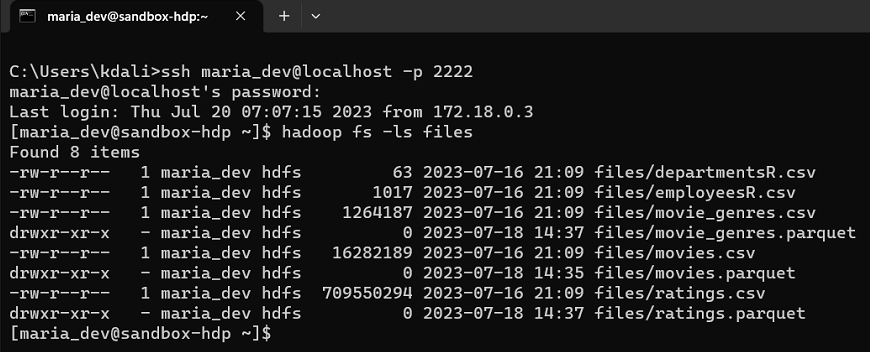 maria_dev@sandbox-hdp:~
C:\Users\kdali>ssh maria_dev@localhost -p 2222
maria_dev@localhost's password:
Last login: Thu Jul 20 07:07:15 2023 from 172.18.0.3
[maria_dev@sandbox-hdp ~]$ hadoop fs -ls files
Found 8 items
-rw-r--r--   1 maria_dev hdfs         63 2023-07-16 21:09 files/departmentsR.csv
-rw-r--r--   1 maria_dev hdfs       1017 2023-07-16 21:09 files/employeesR.csv
-rw-r--r--   1 maria_dev hdfs    1264187 2023-07-16 21:09 files/movie_genres.csv
drwxr-xr-x   - maria_dev hdfs          0 2023-07-18 14:37 files/movie_genres.parquet
-rw-r--r--   1 maria_dev hdfs   16282189 2023-07-16 21:09 files/movies.csv
drwxr-xr-x   - maria_dev hdfs          0 2023-07-18 14:35 files/movies.parquet
-rw-r--r--   1 maria_dev hdfs  709550294 2023-07-16 21:09 files/ratings.csv
drwxr-xr-x   - maria_dev hdfs          0 2023-07-18 14:37 files/ratings.parquet
[maria_dev@sandbox-hdp ~]$